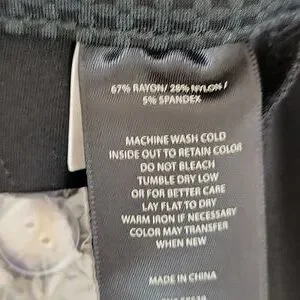 67% RAYON/ 28% NYLON/
5% SPANDEX
MACHINE WASH COLD
INSIDE OUT TO RETAIN COLOR
DO NOT BLEACH
TUMBLE DRY LOW
OR FOR BETTER CARE
LAY FLAT TO DRY
WARM IRON IF NECESSARY
COLOR MAY TRANSFER
WHEN NEW
MADE IN CHINA